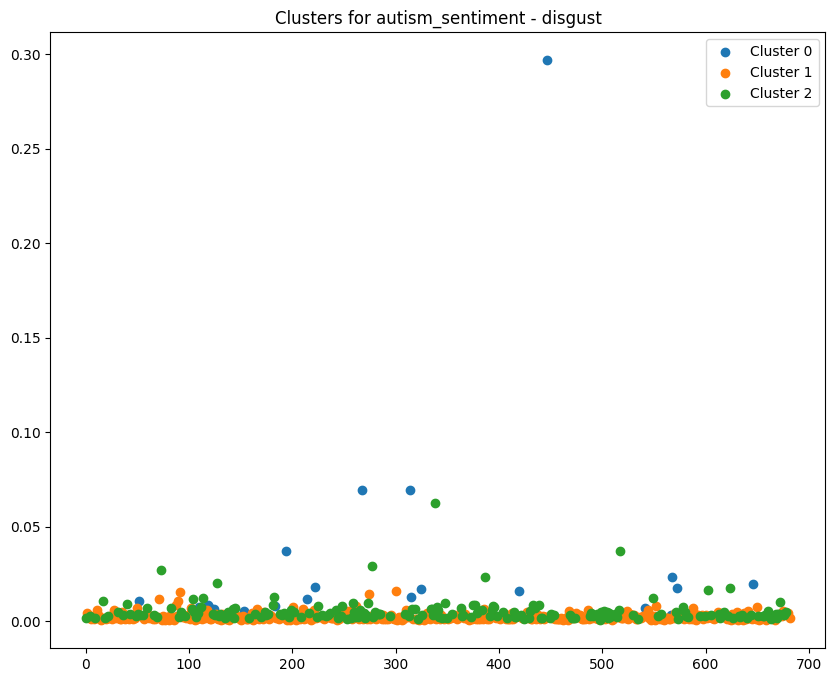 Clusters for autism_sentiment - disgust
Cluster 0
Cluster 1
Cluster 2
0.30
0.25
0.20
0.15
0.10
0.05
0.00
0 100 200 300 400 500 600 700